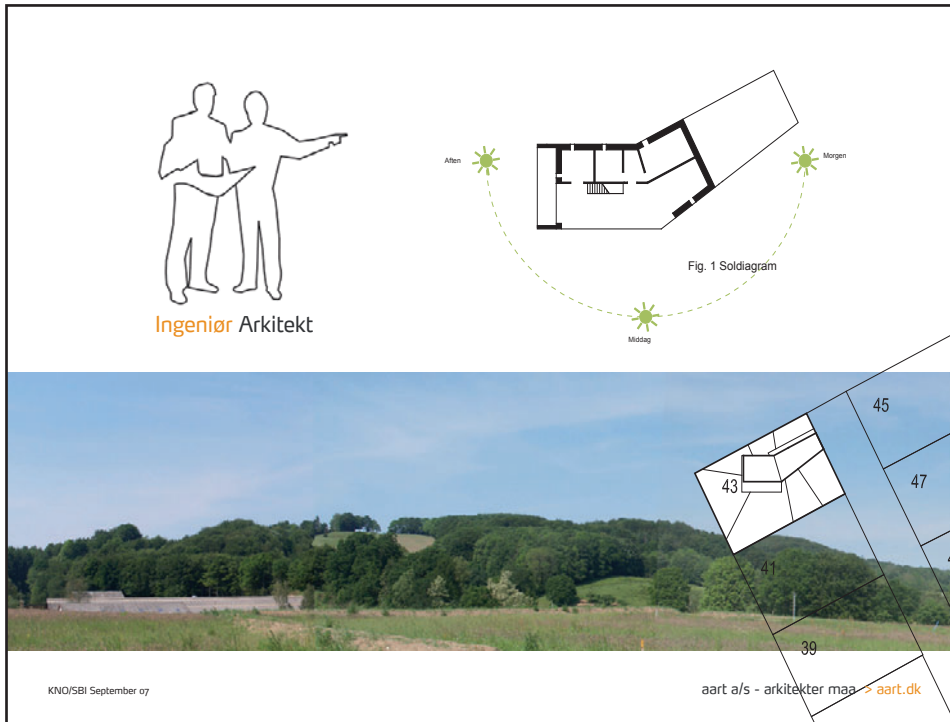 Aften
Morgen
Fig. 1 Soldiagram
Middag
Ingeniør Arkitekt
45
47
43
41
39
KNO/SBI September 07
aart a/s - arkitekter maa > aart.dk